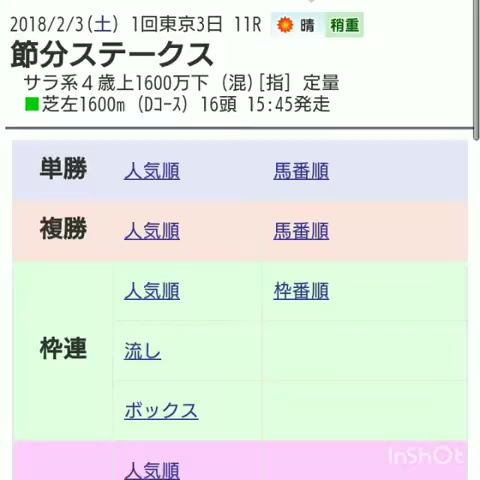 2018/2/3(土) 1回東京3日 11R 晴 稍重
節分ステークス
サラ系4歳上1600万下 (混)[指] 定量
芝左1600m (Dコース) 16頭 15:45発走
単勝 人気順 馬番順
複勝 人気順 馬番順
人気順 枠番順
枠連 流し
ボックス
人気順
InShOt